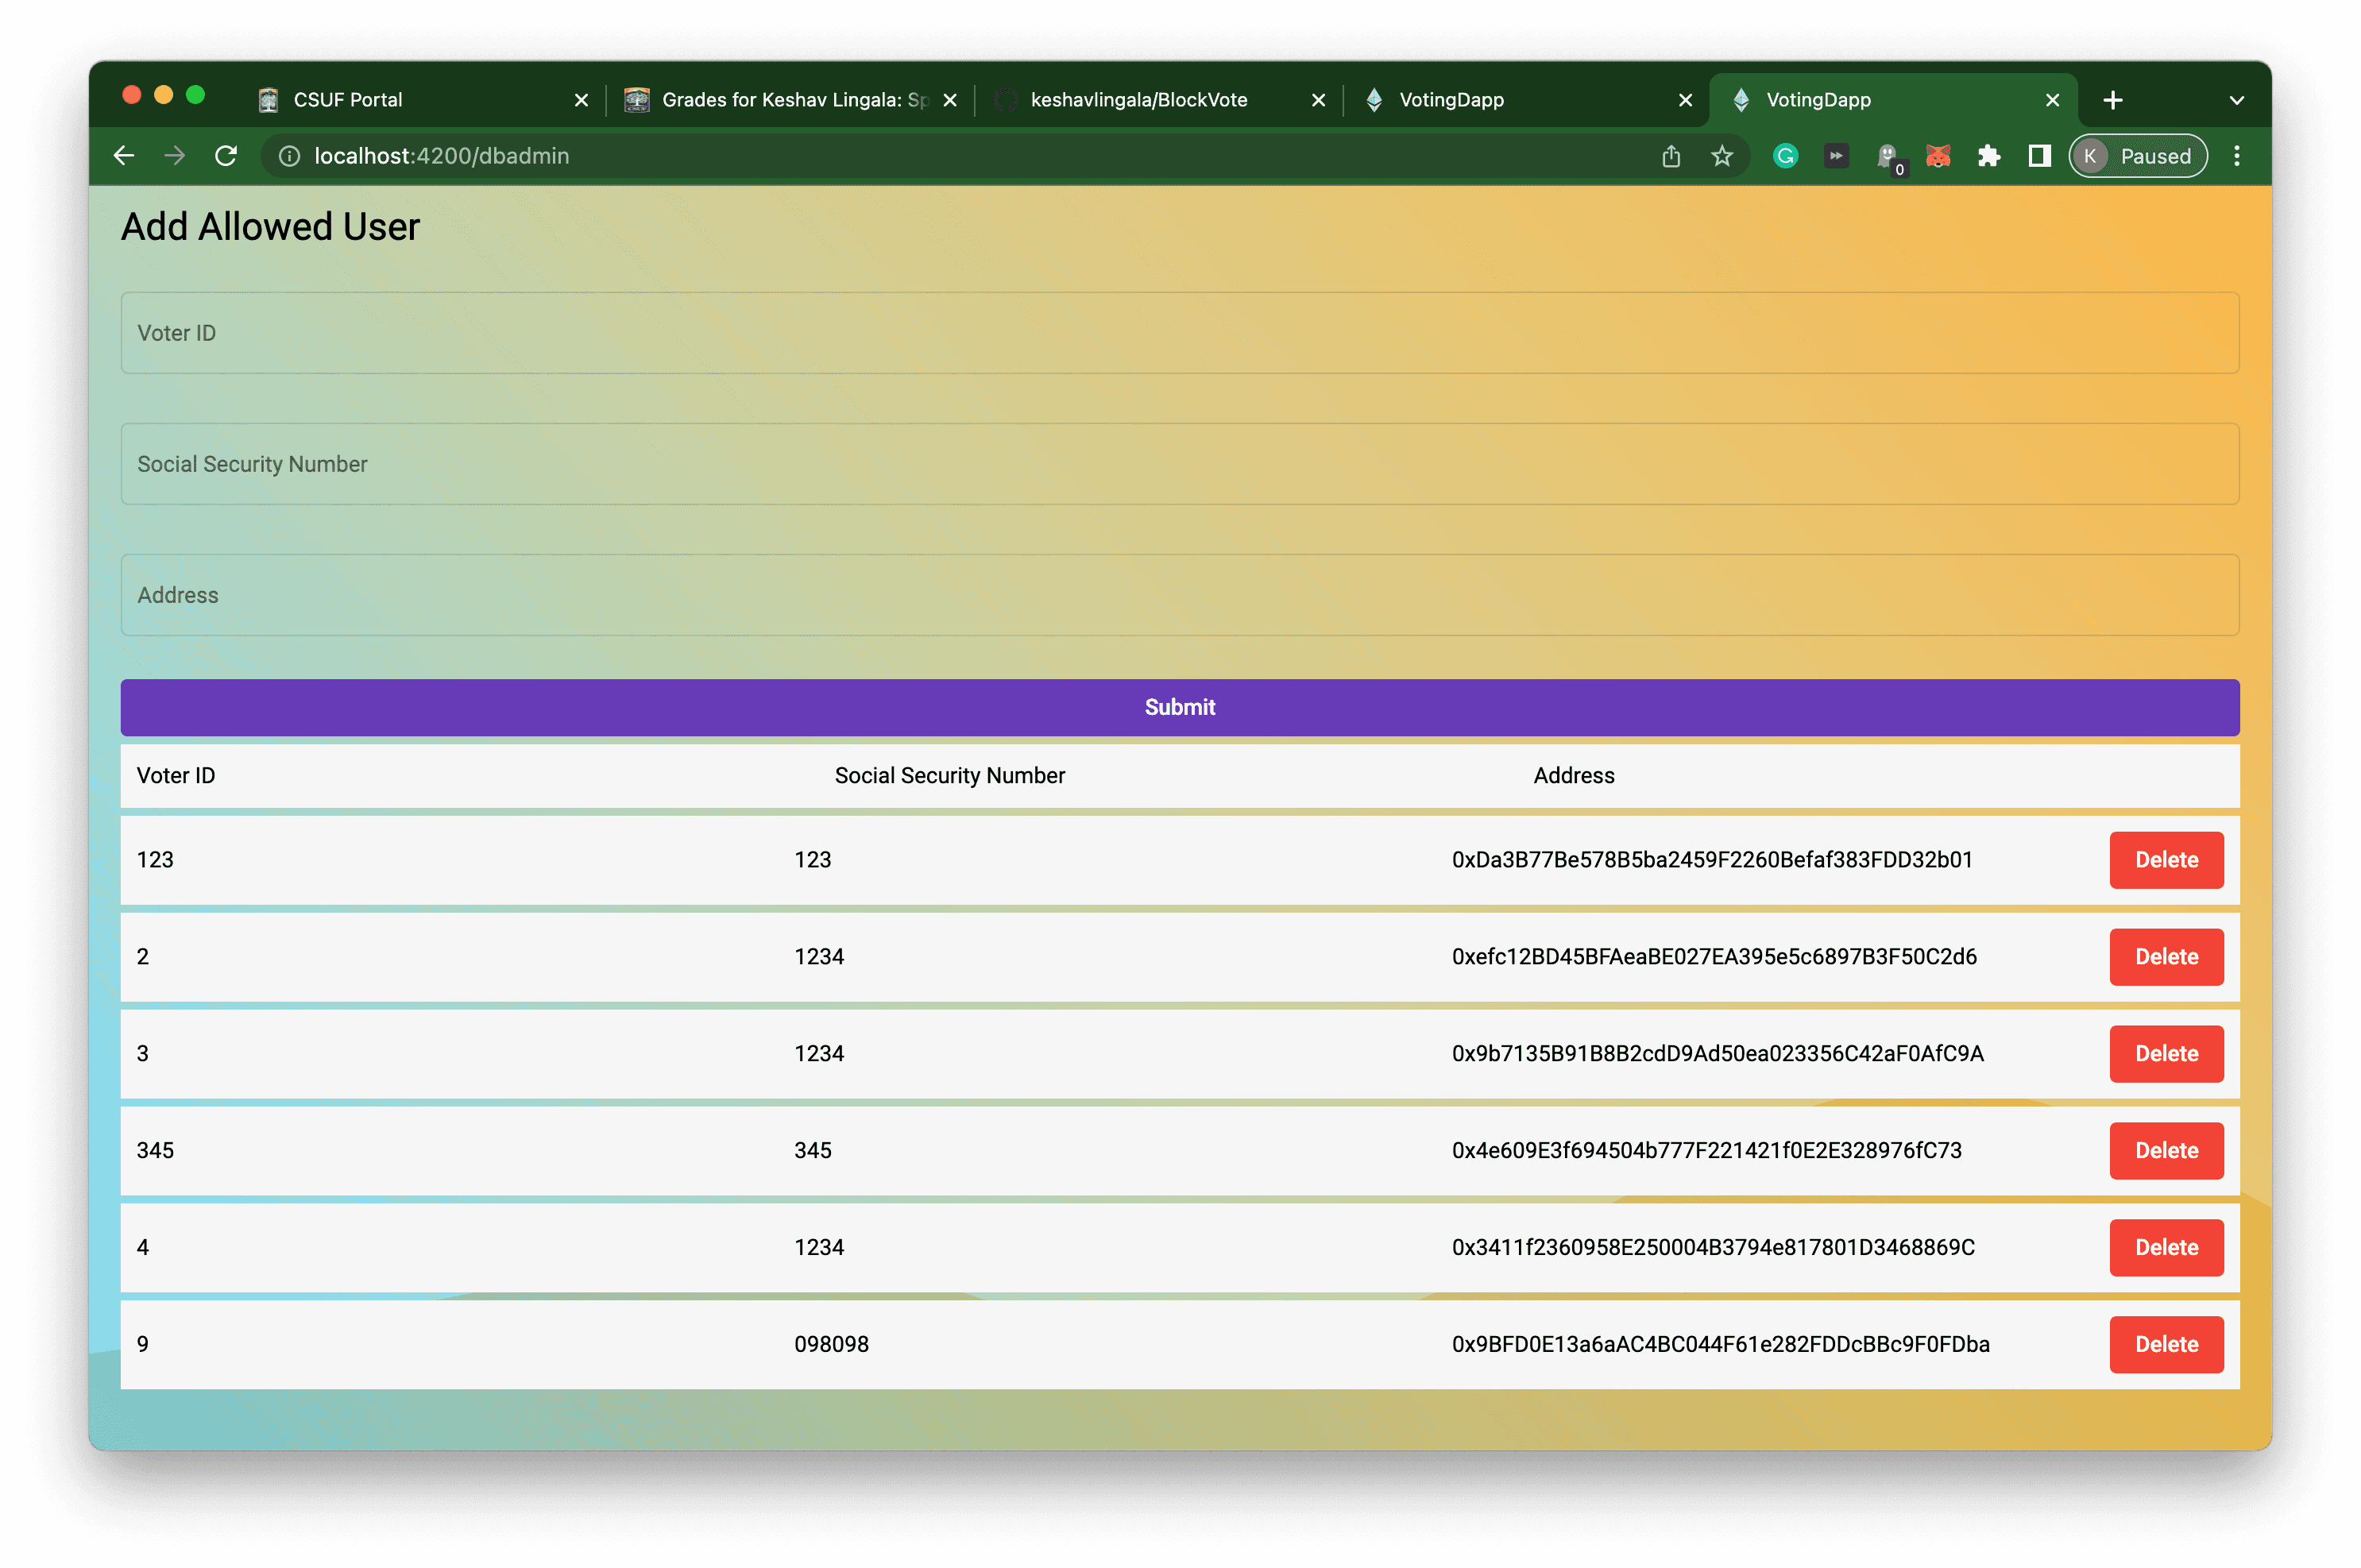 CSUF Portal
Grades for Keshav Lingala: Sp
keshavlingala/BlockVote
VotingDapp
VotingDapp
localhost:4200/dbadmin
0
K Paused
Add Allowed User
Voter ID
Social Security Number
Address
Submit
Voter ID Social Security Number Address
123 123 0xDa3B77Be578B5ba2459F2260Befaf383FDD32b01 Delete
2 1234 0xefc12BD45BFAeaBE027EA395e5c6897B3F50C2d6 Delete
3 1234 0x9b7135B91B8B2cdD9Ad50ea023356C42aF0AfC9A Delete
345 345 0x4e609E3f694504b777F221421f0E2E328976fC73 Delete
4 1234 0x3411f2360958E250004B3794e817801D3468869C Delete
9 098098 0x9BFD0E13a6aAC4BC044F61e282FDDcBBc9F0FDba Delete